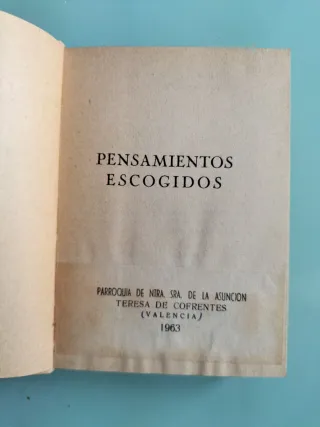 PENSAMIENTOS
ESCOGIDOS
PARROQUIA DE NTRA. SRA. DE LA ASUNCION
TERESA DE COFRENTES
(VALENCIA)
1963